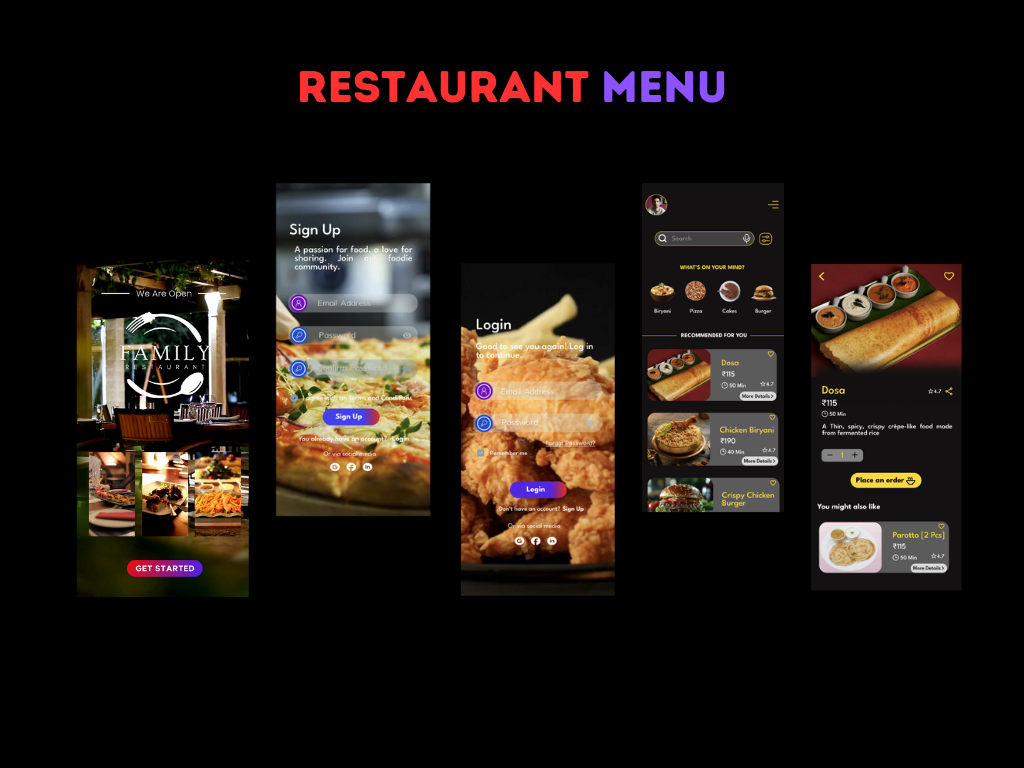 RESTAURANT MENU
We Are Open
FAMILY
RESTAURANT
GET STARTED
Sign Up
A passion for food, a love for
sharing. Join a foodie
community.
Email Address
Password
Confirm Password
I agree with an Terms and Conditions
Sign Up
You already have an account? Login
Or via social media
Login
Good to see you again! Log in
to continue.
Email Address
Password
Forgot Password?
Remember me
Login
Don't have an account? Sign Up
Or via social media
Search
WHAT'S ON YOUR MIND?
Biryani Pizza Cakes Burger
RECOMMENDED FOR YOU
Dosa
₹115
50 Min 4.7
More Details >
Chicken Biryani
₹190
40 Min 4.7
More Details >
Crispy Chicken
Burger
Dosa 4.7
₹115
50 Min
A Thin, spicy, crispy crêpe-like food made
from fermented rice
− 1 +
Place an order
You might also like
Parotta [2 Pcs]
₹115
50 Min 4.7
More Details >